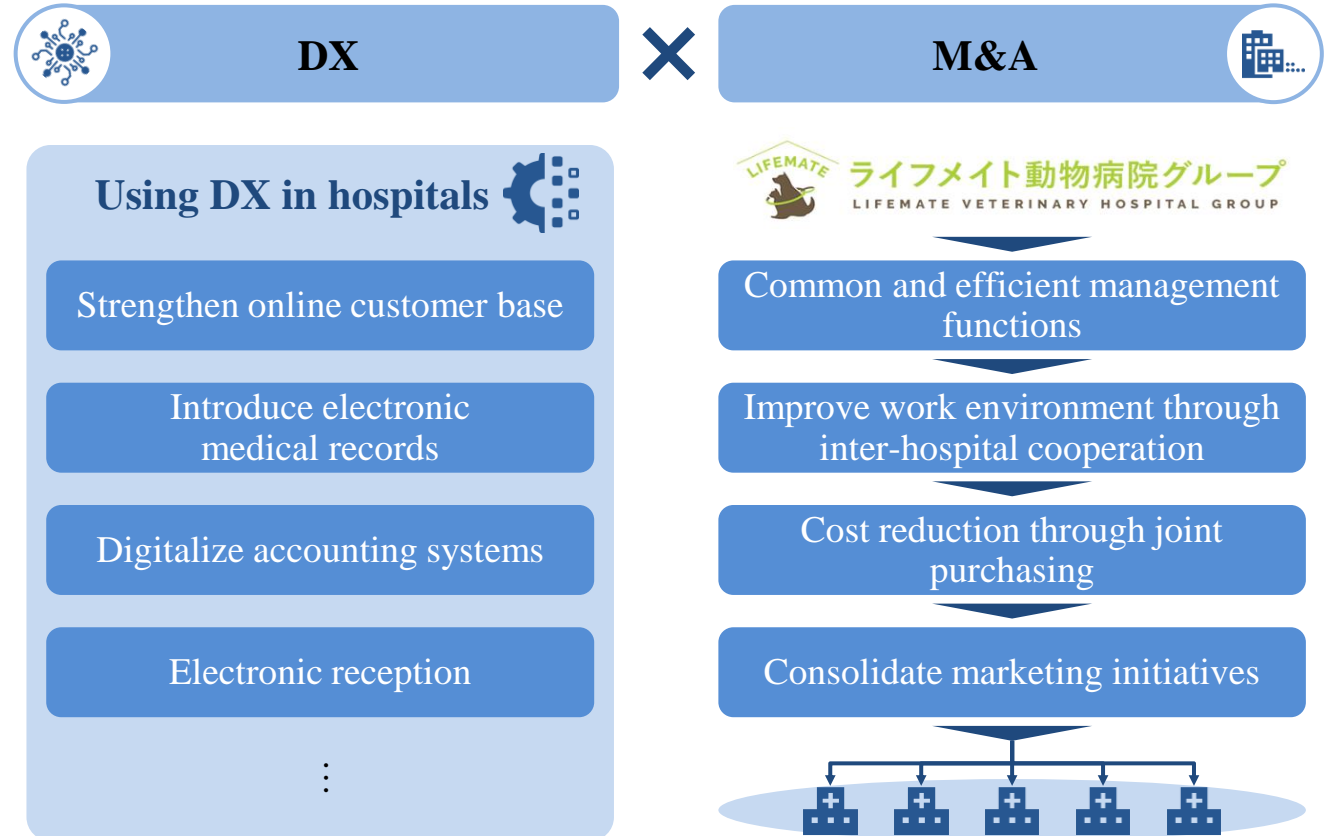 DX
M&A
Using DX in hospitals
Strengthen online customer base
Introduce electronic
medical records
Digitalize accounting systems
Electronic reception
⋮
LIFEMATE
ライフメイト動物病院グループ
LIFEMATE VETERINARY HOSPITAL GROUP
Common and efficient management
functions
Improve work environment through
inter-hospital cooperation
Cost reduction through joint
purchasing
Consolidate marketing initiatives